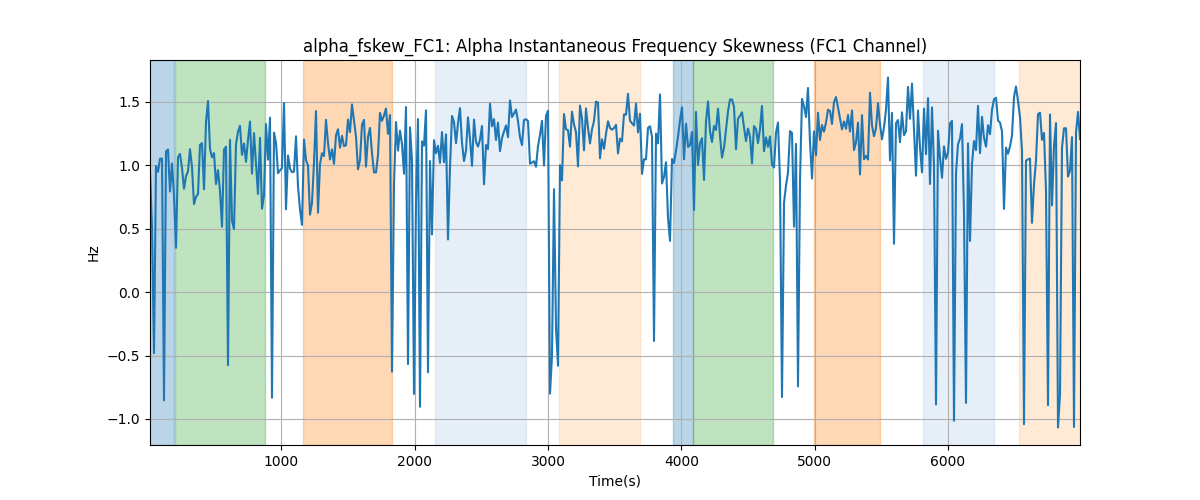 alpha_fskew_FC1: Alpha Instantaneous Frequency Skewness (FC1 Channel)
Hz
1.5
1.0
0.5
0.0
−0.5
−1.0
1000 2000 3000 4000 5000 6000
Time(s)